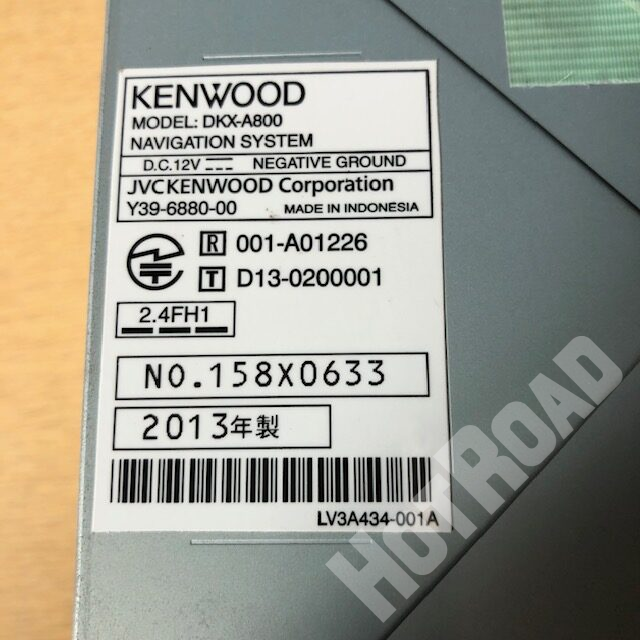 KENWOOD
MODEL: DKX-A800
NAVIGATION SYSTEM
D.C.12V ⎓ NEGATIVE GROUND
JVCKENWOOD Corporation
Y39-6880-00 MADE IN INDONESIA
R 001-A01226
T D13-0200001
2.4FH1
NO.158X0633
2013年製
LV3A434-001A
HOTROAD